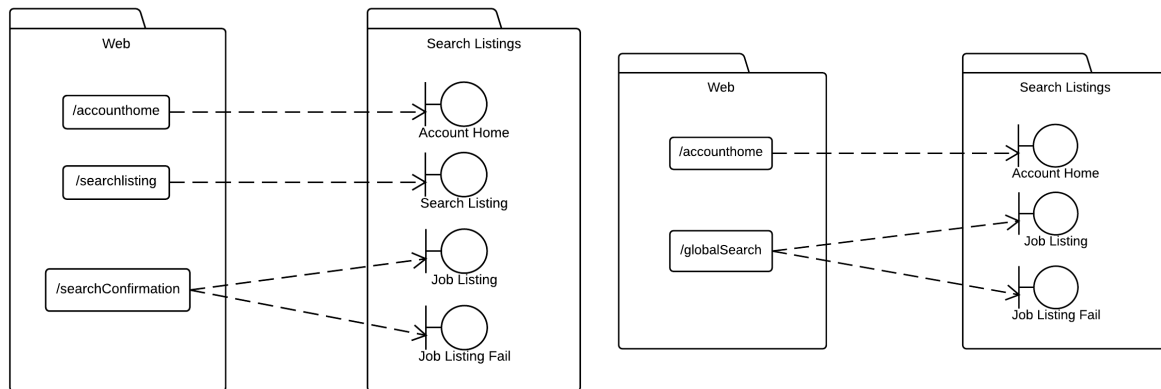 Web
/accounthome
/searchlisting
/searchConfirmation
Search Listings
Account Home
Search Listing
Job Listing
Job Listing Fail
Web
/accounthome
/globalSearch
Search Listings
Account Home
Job Listing
Job Listing Fail